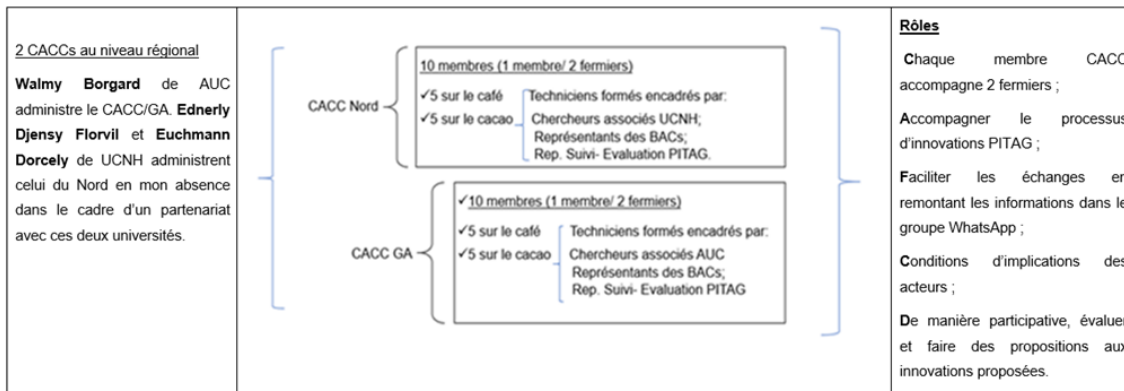 2 CACCs au niveau régional
Walmy Borgard de AUC
administre le CACC/GA. Ednerly
Djensy Florvil et Euchmann
Dorcely de UCNH administrent
celui du Nord en mon absence
dans le cadre d'un partenariat
avec ces deux universités.
CACC Nord
10 membres (1 membre/ 2 fermiers)
✓5 sur le café
✓5 sur le cacao
Techniciens formés encadrés par:
Chercheurs associés UCNH;
Représentants des BACs;
Rep. Suivi- Evaluation PITAG.
CACC GA
✓10 membres (1 membre/ 2 fermiers)
✓5 sur le café
✓5 sur le cacao
Techniciens formés encadrés par:
Chercheurs associés AUC
Représentants des BACs;
Rep. Suivi- Evaluation PITAG
Rôles
Chaque membre CACC
accompagne 2 fermiers ;
Accompagner le processus
d'innovations PITAG ;
Faciliter les échanges en
remontant les informations dans le
groupe WhatsApp ;
Conditions d'implications des
acteurs ;
De manière participative, évaluer
et faire des propositions aux
innovations proposées.